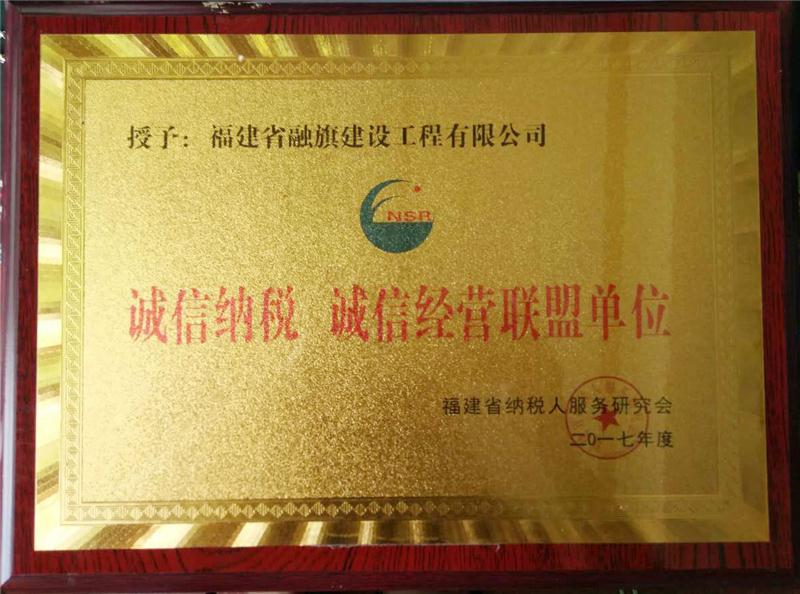 授予：福建省融旗建设工程有限公司
NSR
诚信纳税 诚信经营联盟单位
福建省纳税人服务研究会
二0一七年度